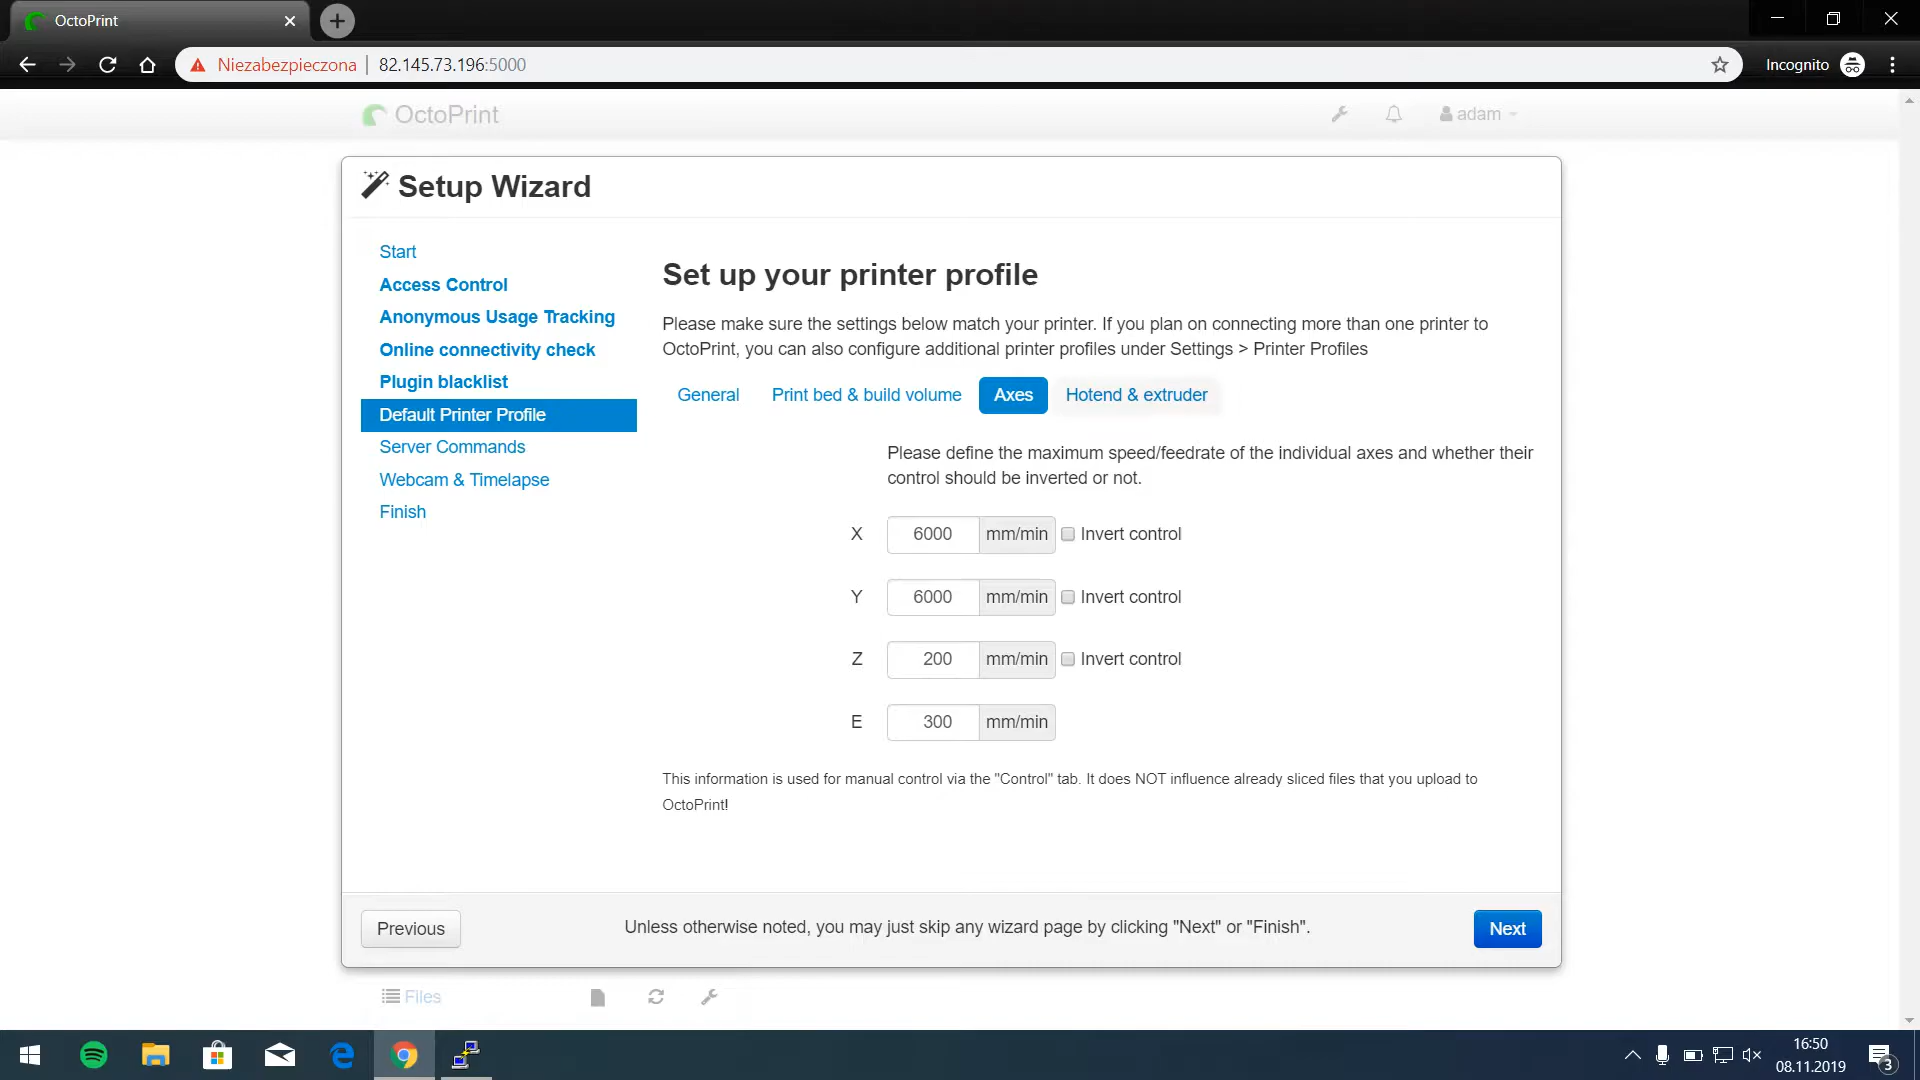 OctoPrint
Niezabezpieczona | 82.145.73.196:5000
Incognito
OctoPrint
adam
Setup Wizard
Start
Access Control
Anonymous Usage Tracking
Online connectivity check
Plugin blacklist
Default Printer Profile
Server Commands
Webcam & Timelapse
Finish
Set up your printer profile
Please make sure the settings below match your printer. If you plan on connecting more than one printer to
OctoPrint, you can also configure additional printer profiles under Settings > Printer Profiles
General Print bed & build volume Axes Hotend & extruder
Please define the maximum speed/feedrate of the individual axes and whether their
control should be inverted or not.
X 6000 mm/min Invert control
Y 6000 mm/min Invert control
Z 200 mm/min Invert control
E 300 mm/min
This information is used for manual control via the "Control" tab. It does NOT influence already sliced files that you upload to
OctoPrint!
Previous
Unless otherwise noted, you may just skip any wizard page by clicking "Next" or "Finish".
Next
Files
16:50
08.11.2019
3